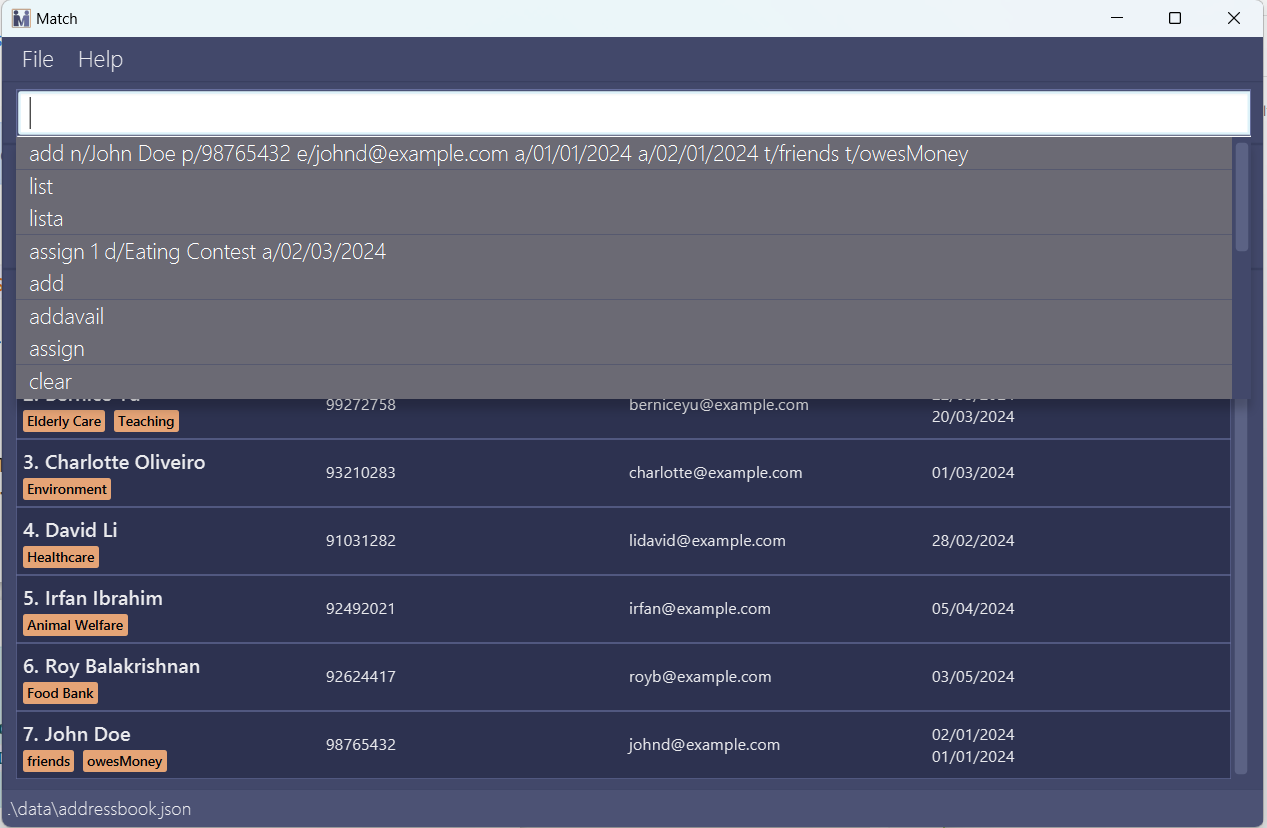 Match
File Help
add n/John Doe p/98765432 e/johnd@example.com a/01/01/2024 a/02/01/2024 t/friends t/owesMoney
list
lista
assign 1 d/Eating Contest a/02/03/2024
add
addavail
assign
clear
99272758 berniceyu@example.com
20/03/2024
Elderly Care Teaching
3. Charlotte Oliveiro
93210283 charlotte@example.com 01/03/2024
Environment
4. David Li
91031282 lidavid@example.com 28/02/2024
Healthcare
5. Irfan Ibrahim
92492021 irfan@example.com 05/04/2024
Animal Welfare
6. Roy Balakrishnan
92624417 royb@example.com 03/05/2024
Food Bank
7. John Doe
98765432 johnd@example.com 02/01/2024
01/01/2024
friends owesMoney
.\data\addressbook.json